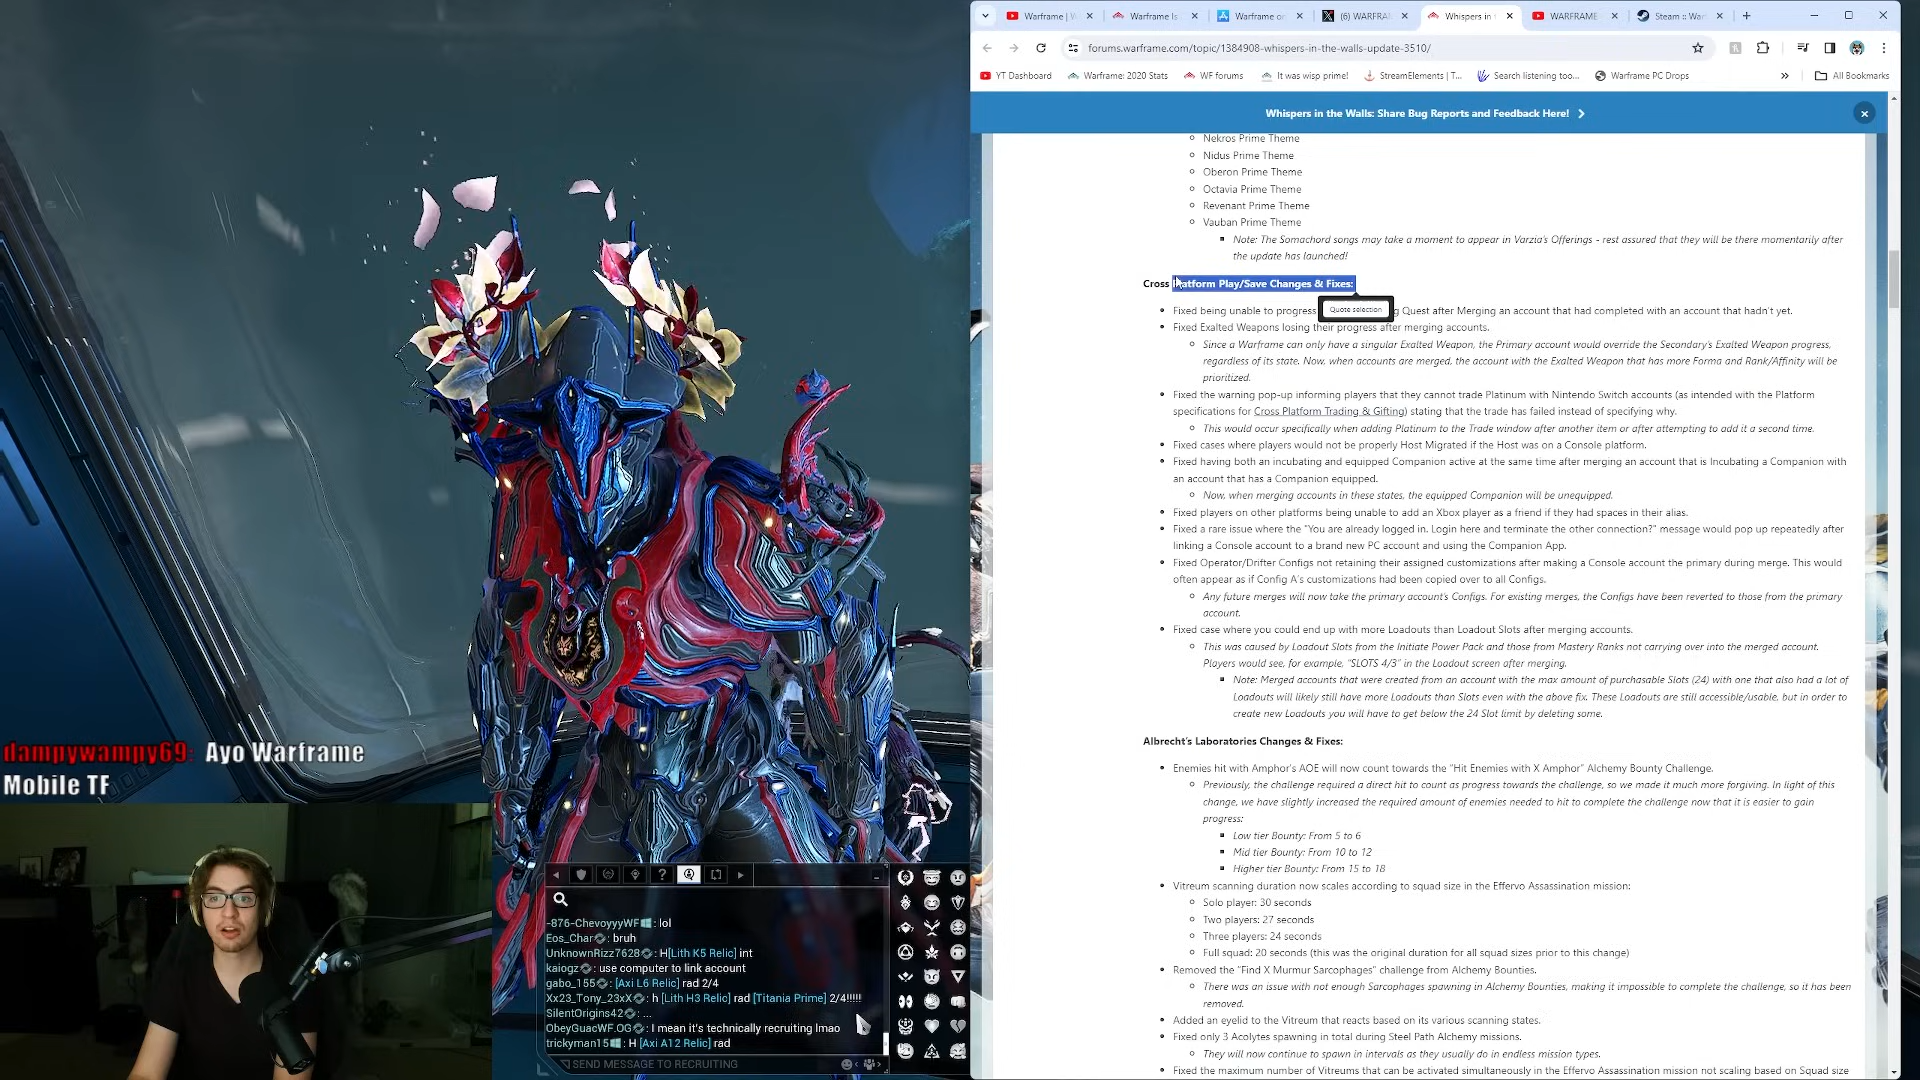 Warframe | W
Warframe Is
Warframe on
(6) WARFRA
Whispers in
WARFRAME
Steam :: War
forums.warframe.com/topic/1384908-whispers-in-the-walls-update-3510/
YT Dashboard
Warframe: 2020 Stats
WF forums
It was wisp prime!
StreamElements | T...
Search listening too...
Warframe PC Drops
All Bookmarks
Whispers in the Walls: Share Bug Reports and Feedback Here!
Nekros Prime Theme
Nidus Prime Theme
Oberon Prime Theme
Octavia Prime Theme
Revenant Prime Theme
Vauban Prime Theme
Note: The Somachord songs may take a moment to appear in Varzia's Offerings - rest assured that they will be there momentarily after
the update has launched!
Cross Platform Play/Save Changes & Fixes:
Quote selection
Fixed being unable to progress g Quest after Merging an account that had completed with an account that hadn't yet.
Fixed Exalted Weapons losing their progress after merging accounts.
Since a Warframe can only have a singular Exalted Weapon, the Primary account would override the Secondary's Exalted Weapon progress,
regardless of its state. Now, when accounts are merged, the account with the Exalted Weapon that has more Forma and Rank/Affinity will be
prioritized.
Fixed the warning pop-up informing players that they cannot trade Platinum with Nintendo Switch accounts (as intended with the Platform
specifications for Cross Platform Trading & Gifting) stating that the trade has failed instead of specifying why.
This would occur specifically when adding Platinum to the Trade window after another item or after attempting to add it a second time.
Fixed cases where players would not be properly Host Migrated if the Host was on a Console platform.
Fixed having both an incubating and equipped Companion active at the same time after merging an account that is Incubating a Companion with
an account that has a Companion equipped.
Now, when merging accounts in these states, the equipped Companion will be unequipped.
Fixed players on other platforms being unable to add an Xbox player as a friend if they had spaces in their alias.
Fixed a rare issue where the "You are already logged in. Login here and terminate the other connection?" message would pop up repeatedly after
linking a Console account to a brand new PC account and using the Companion App.
Fixed Operator/Drifter Configs not retaining their assigned customizations after making a Console account the primary during merge. This would
often appear as if Config A's customizations had been copied over to all Configs.
Any future merges will now take the primary account's Configs. For existing merges, the Configs have been reverted to those from the primary
account.
Fixed case where you could end up with more Loadouts than Loadout Slots after merging accounts.
This was caused by Loadout Slots from the Initiate Power Pack and those from Mastery Ranks not carrying over into the merged account.
Players would see, for example, "SLOTS 4/3" in the Loadout screen after merging.
Note: Merged accounts that were created from an account with the max amount of purchasable Slots (24) with one that also had a lot of
Loadouts will likely still have more Loadouts than Slots even with the above fix. These Loadouts are still accessible/usable, but in order to
create new Loadouts you will have to get below the 24 Slot limit by deleting some.
Albrecht's Laboratories Changes & Fixes:
Enemies hit with Amphor's AOE will now count towards the "Hit Enemies with X Amphor" Alchemy Bounty Challenge.
Previously, the challenge required a direct hit to count as progress towards the challenge, so we made it much more forgiving. In light of this
change, we have slightly increased the required amount of enemies needed to hit to complete the challenge now that it is easier to gain
progress:
Low tier Bounty: From 5 to 6
Mid tier Bounty: From 10 to 12
Higher tier Bounty: From 15 to 18
Vitreum scanning duration now scales according to squad size in the Effervo Assassination mission:
Solo player: 30 seconds
Two players: 27 seconds
Three players: 24 seconds
Full squad: 20 seconds (this was the original duration for all squad sizes prior to this change)
Removed the "Find X Murmur Sarcophages" challenge from Alchemy Bounties.
There was an issue with not enough Sarcophages spawning in Alchemy Bounties, making it impossible to complete the challenge, so it has been
removed.
Added an eyelid to the Vitreum that reacts based on its various scanning states.
Fixed only 3 Acolytes spawning in total during Steel Path Alchemy missions.
They will now continue to spawn in intervals as they usually do in endless mission types.
Fixed the maximum number of Vitreums that can be activated simultaneously in the Effervo Assassination mission not scaling based on Squad size
dampywampy69: Ayo Warframe
Mobile TF
-876-ChevoyyyWF: lol
Eos_Char: bruh
UnknownRizz7628: H[Lith K5 Relic] int
kaiogz: use computer to link account
gabo_155: [Axi L6 Relic] rad 2/4
Xx23_Tony_23xX: h [Lith H3 Relic] rad [Titania Prime] 2/4!!!!!
SilentOrigins42: ...
ObeyGuacWF.OG: I mean it's technically recruiting lmao
trickyman15: H [Axi A12 Relic] rad
SEND MESSAGE TO RECRUITING